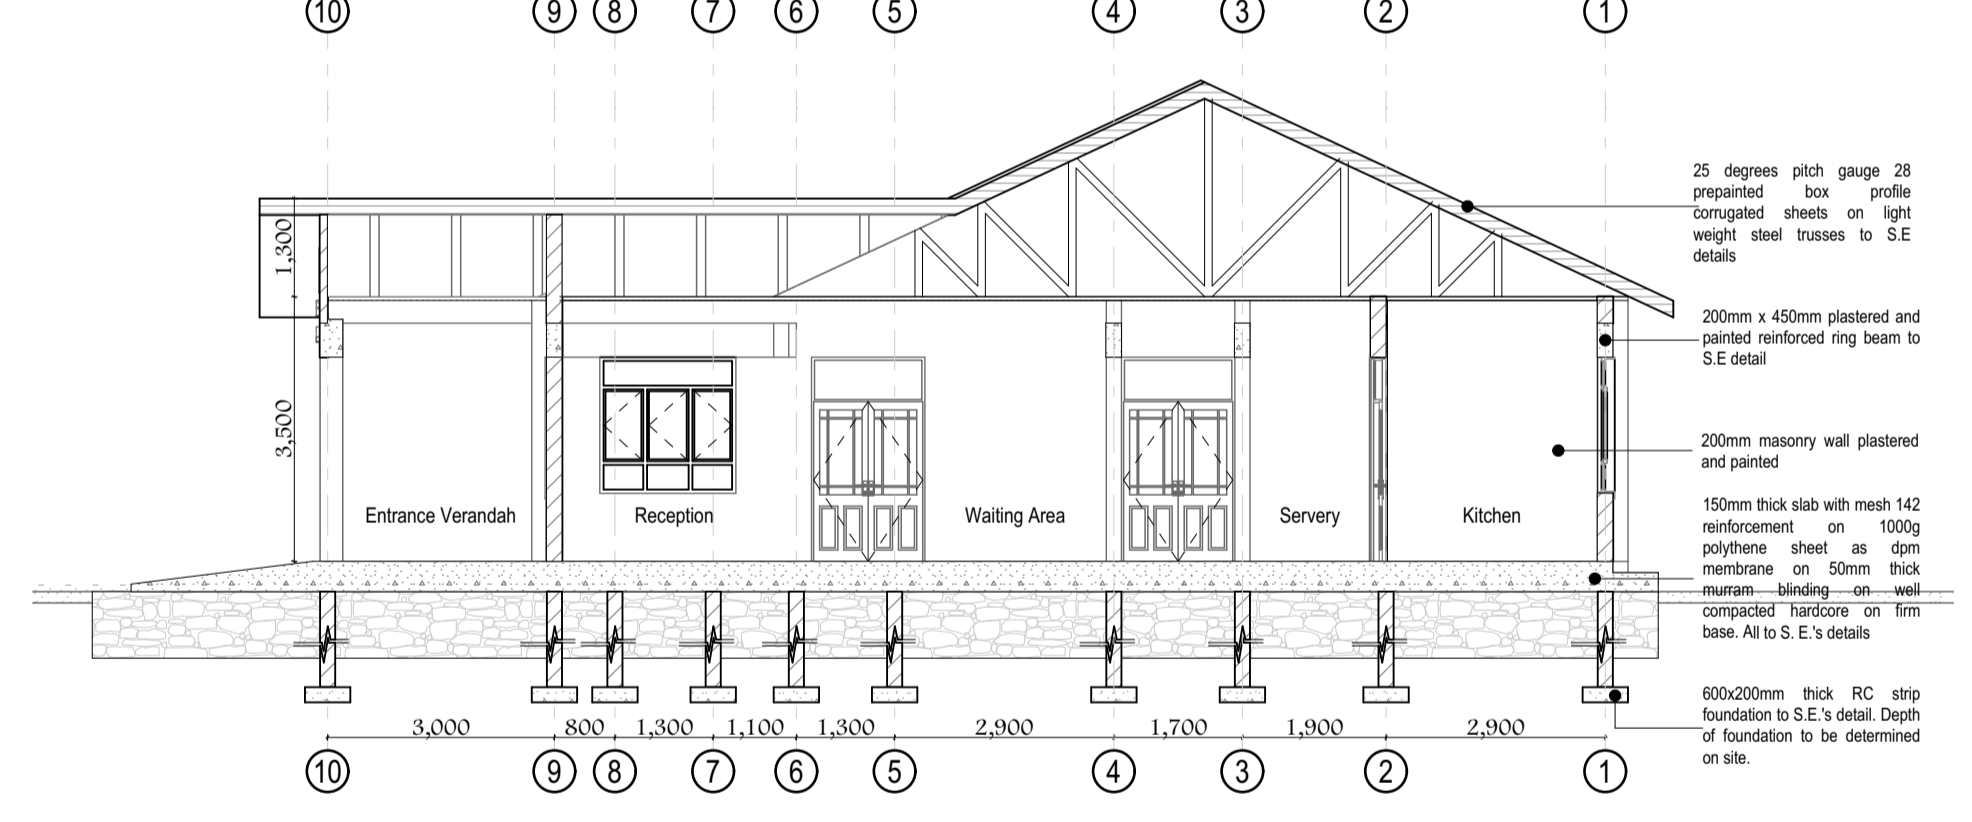 10 9 8 7 6 5 4 3 2 1
25 degrees pitch gauge 28
prepainted box profile
corrugated sheets on light
weight steel trusses to S.E
details
1,300
200mm x 450mm plastered and
painted reinforced ring beam to
S.E detail
3,500
200mm masonry wall plastered
and painted
Entrance Verandah Reception Waiting Area Servery Kitchen
150mm thick slab with mesh 142
reinforcement on 1000g
polythene sheet as dpm
membrane on 50mm thick
murram blinding on well
compacted hardcore on firm
base. All to S. E.'s details
600x200mm thick RC strip
foundation to S.E.'s detail. Depth
of foundation to be determined
on site.
3,000 800 1,300 1,100 1,300 2,900 1,700 1,900 2,900
10 9 8 7 6 5 4 3 2 1